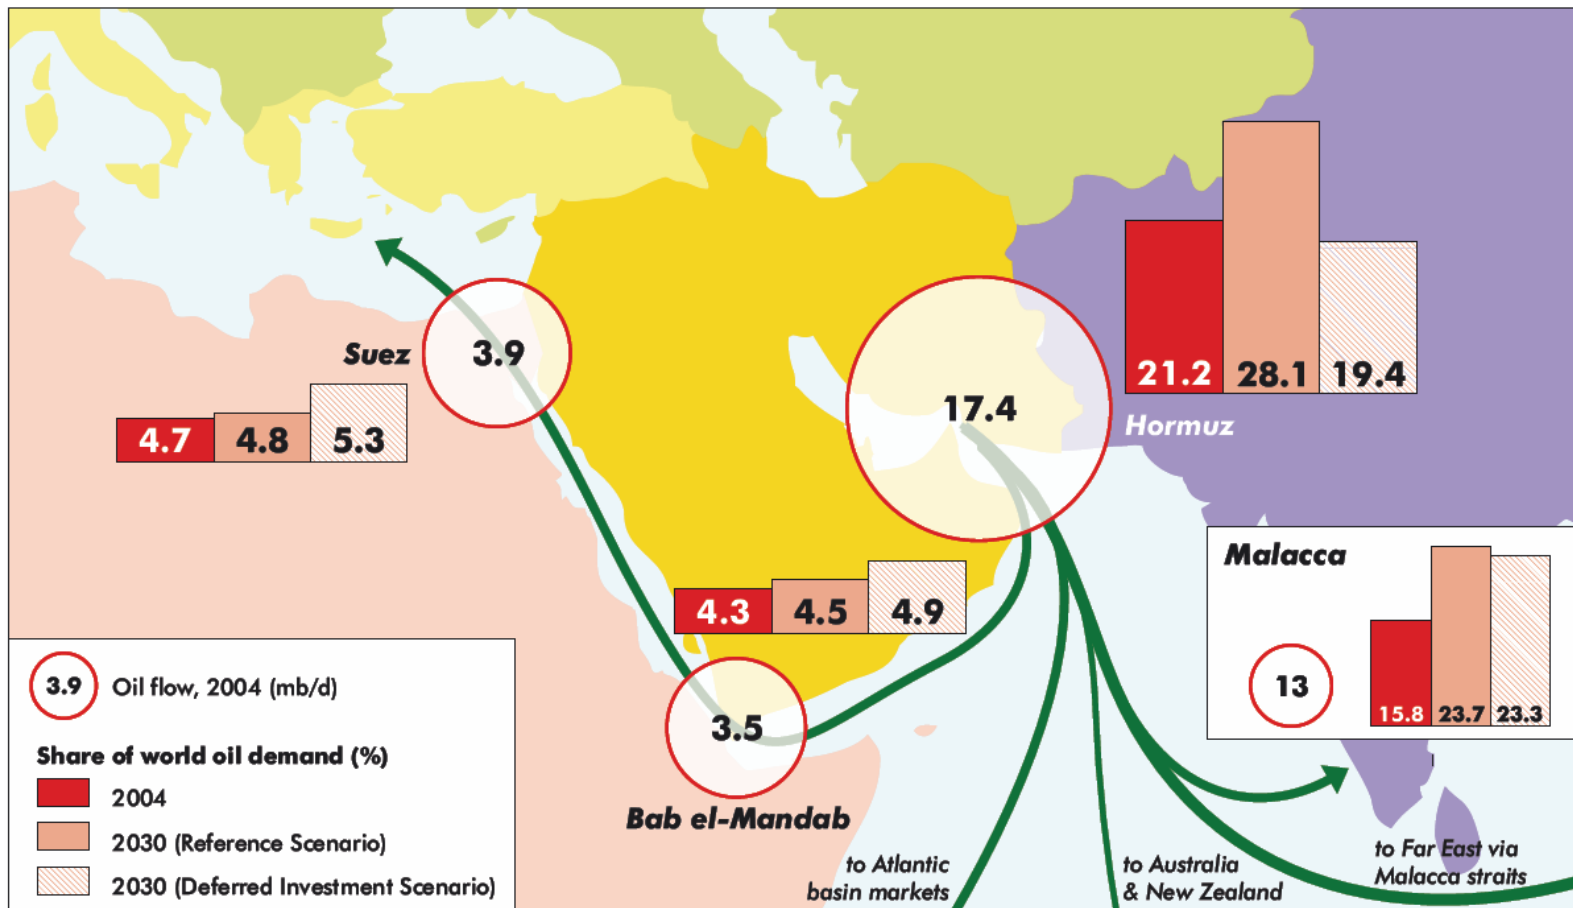 Suez
3.9
4.7
4.8
5.3
17.4
21.2
28.1
19.4
Hormuz
4.3
4.5
4.9
3.5
Bab el-Mandab
Malacca
13
15.8
23.7
23.3
to Atlantic
basin markets
to Australia
& New Zealand
to Far East via
Malacca straits
3.9
Oil flow, 2004 (mb/d)
Share of world oil demand (%)
2004
2030 (Reference Scenario)
2030 (Deferred Investment Scenario)